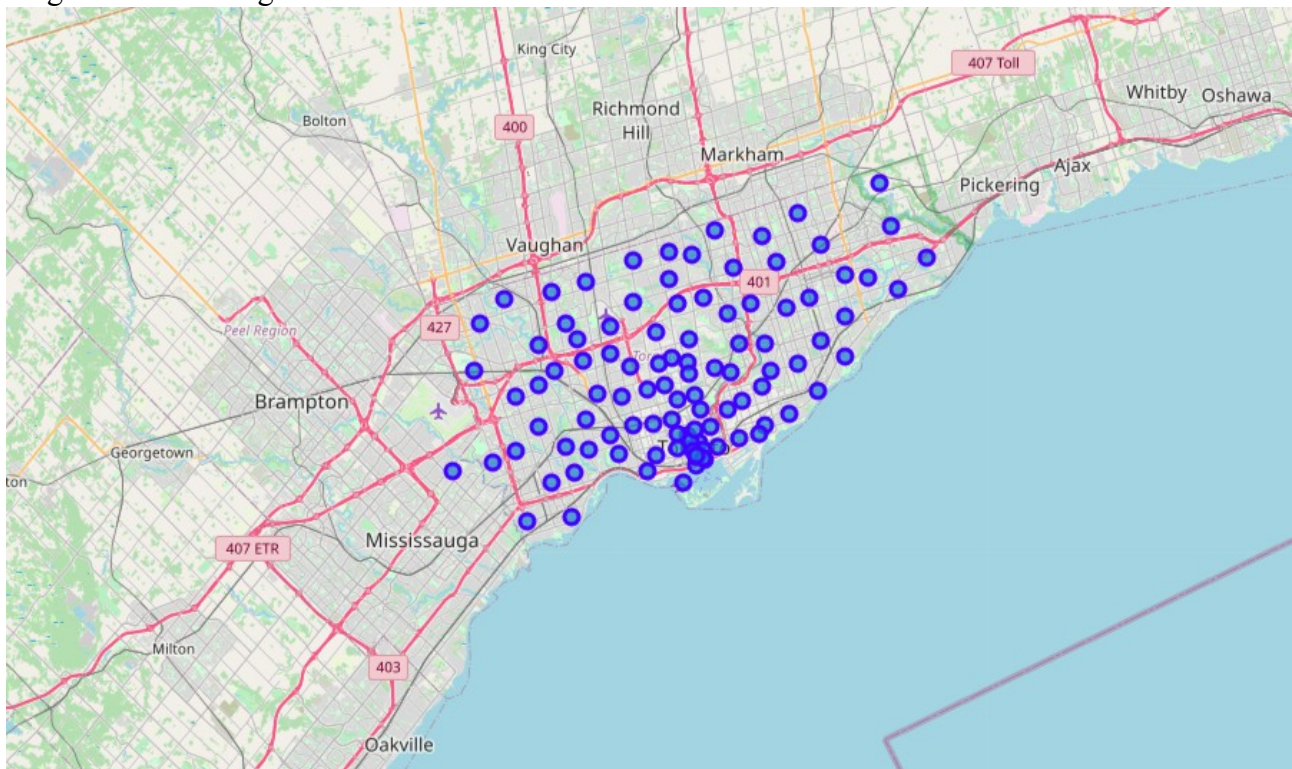 King City
407 Toll
Whitby
Oshawa
Richmond
Hill
Bolton
400
Markham
Ajax
Pickering
Vaughan
401
427
Peel Region
Brampton
Georgetown
Mississauga
407 ETR
Milton
403
Oakville